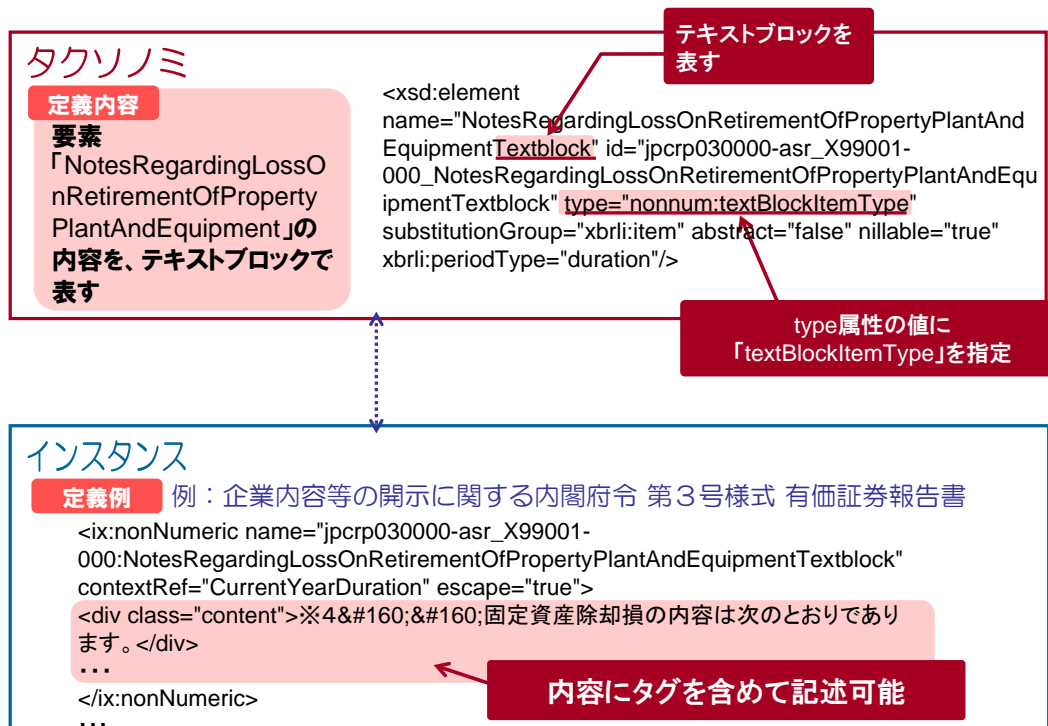 テキストブロックを
表す
タクソノミ
定義内容
要素
「NotesRegardingLossO
nRetirementOfProperty
PlantAndEquipment」の
内容を、テキストブロックで
表す
<xsd:element
name="NotesRegardingLossOnRetirementOfPropertyPlantAnd
EquipmentTextblock" id="jpcrp030000-asr_X99001-
000_NotesRegardingLossOnRetirementOfPropertyPlantAndEqu
ipmentTextblock" type="nonnum:textBlockItemType"
substitutionGroup="xbrli:item" abstract="false" nillable="true"
xbrli:periodType="duration"/>
type属性の値に
「textBlockItemType」を指定
インスタンス
定義例 例：企業内容等の開示に関する内閣府令 第３号様式 有価証券報告書
<ix:nonNumeric name="jpcrp030000-asr_X99001-
000:NotesRegardingLossOnRetirementOfPropertyPlantAndEquipmentTextblock"
contextRef="CurrentYearDuration" escape="true">
<div class="content">※4&#160;&#160;固定資産除却損の内容は次のとおりであり
ます。</div>
・・・
</ix:nonNumeric>
・・・
内容にタグを含めて記述可能